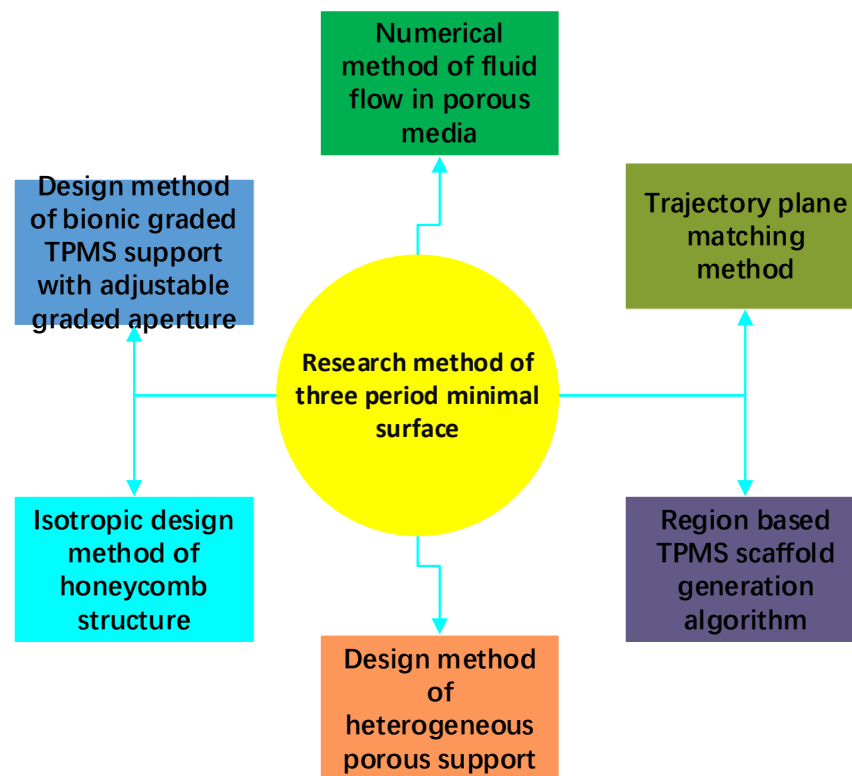 Numerical
method of fluid
flow in porous
media
Design method
of bionic graded
TPMS support
with adjustable
graded aperture
Trajectory plane
matching
method
Research method of
three period minimal
surface
Isotropic design
method of
honeycomb
structure
Region based
TPMS scaffold
generation
algorithm
Design method
of
heterogeneous
porous support